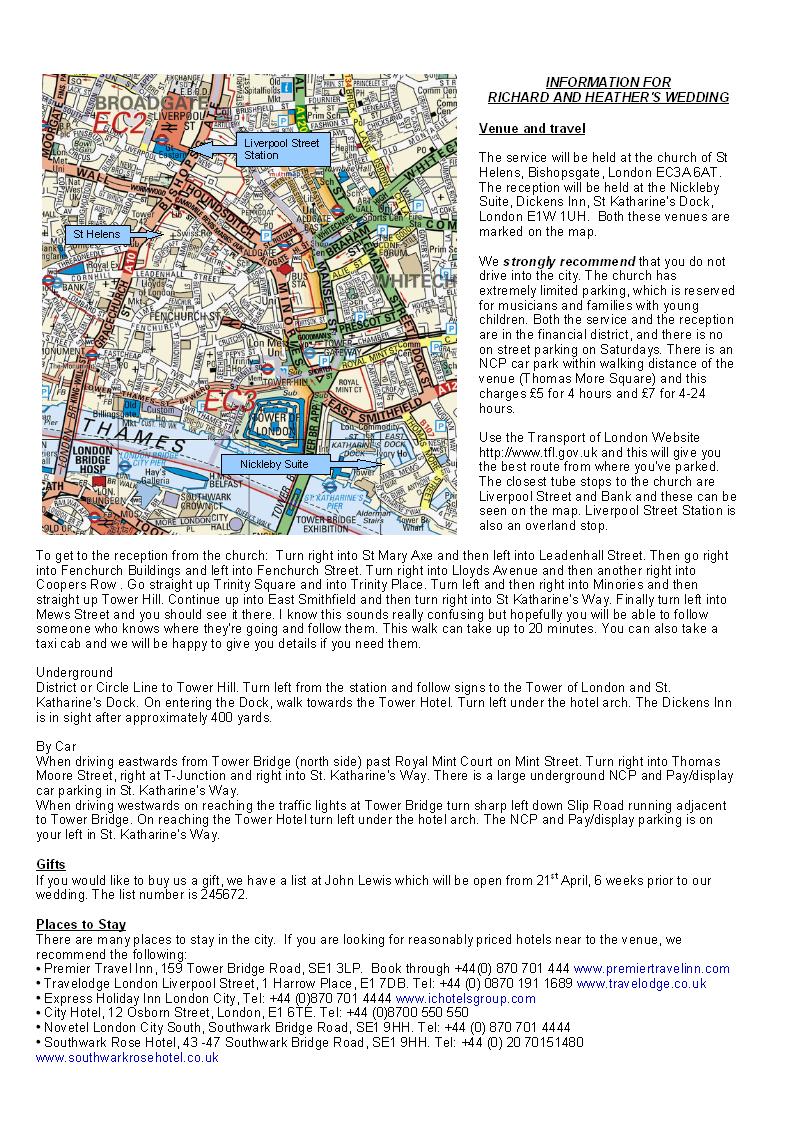 BROADGATE
EC2
LIVERPOOL
Liverpool Street
Station
St Helens
HOUNDSDITCH
LEADENHALL STREET
FENCHURCH
MINORIES
MANSELL ST
PRESCOT ST
EAST SMITHFIELD
ROYAL MINT ST
EC3
TOWER OF
LONDON
THAMES
LONDON
BRIDGE
HOSP
Hay's
Galleria
H.M.S.
BELFAST
SOUTHWARK
CROWN CT
MORE LONDON
TOWER BRIDGE
EXHIBITION
ST KATHARINE'S
PIER
Alderman
Stairs
Nickleby Suite
INFORMATION FOR
RICHARD AND HEATHER'S WEDDING
Venue and travel
The service will be held at the church of St
Helens, Bishopsgate, London EC3A6AT.
The reception will be held at the Nickleby
Suite, Dickens Inn, St Katharine's Dock,
London E1W 1UH. Both these venues are
marked on the map.
We strongly recommend that you do not
drive into the city. The church has
extremely limited parking, which is reserved
for musicians and families with young
children. Both the service and the reception
are in the financial district, and there is no
on street parking on Saturdays. There is an
NCP car park within walking distance of the
venue (Thomas More Square) and this
charges £5 for 4 hours and £7 for 4-24
hours.
Use the Transport of London Website
http://www.tfl.gov.uk and this will give you
the best route from where you've parked.
The closest tube stops to the church are
Liverpool Street and Bank and these can be
seen on the map. Liverpool Street Station is
also an overland stop.
To get to the reception from the church: Turn right into St Mary Axe and then left into Leadenhall Street. Then go right
into Fenchurch Buildings and left into Fenchurch Street. Turn right into Lloyds Avenue and then another right into
Coopers Row . Go straight up Trinity Square and into Trinity Place. Turn left and then right into Minories and then
straight up Tower Hill. Continue up into East Smithfield and then turn right into St Katharine's Way. Finally turn left into
Mews Street and you should see it there. I know this sounds really confusing but hopefully you will be able to follow
someone who knows where they're going and follow them. This walk can take up to 20 minutes. You can also take a
taxi cab and we will be happy to give you details if you need them.
Underground
District or Circle Line to Tower Hill. Turn left from the station and follow signs to the Tower of London and St.
Katharine's Dock. On entering the Dock, walk towards the Tower Hotel. Turn left under the hotel arch. The Dickens Inn
is in sight after approximately 400 yards.
By Car
When driving eastwards from Tower Bridge (north side) past Royal Mint Court on Mint Street. Turn right into Thomas
Moore Street, right at T-Junction and right into St. Katharine's Way. There is a large underground NCP and Pay/display
car parking in St. Katharine's Way.
When driving westwards on reaching the traffic lights at Tower Bridge turn sharp left down Slip Road running adjacent
to Tower Bridge. On reaching the Tower Hotel turn left under the hotel arch. The NCP and Pay/display parking is on
your left in St. Katharine's Way.
Gifts
If you would like to buy us a gift, we have a list at John Lewis which will be open from 21st April, 6 weeks prior to our
wedding. The list number is 245672.
Places to Stay
There are many places to stay in the city. If you are looking for reasonably priced hotels near to the venue, we
recommend the following:
• Premier Travel Inn, 159 Tower Bridge Road, SE1 3LP. Book through +44(0) 870 701 444 www.premiertravelinn.com
• Travelodge London Liverpool Street, 1 Harrow Place, E1 7DB. Tel: +44 (0) 0870 191 1689 www.travelodge.co.uk
• Express Holiday Inn London City, Tel: +44 (0)870 701 4444 www.ichotelsgroup.com
• City Hotel, 12 Osborn Street, London, E1 6TE. Tel: +44 (0)8700 550 550
• Novetel London City South, Southwark Bridge Road, SE1 9HH. Tel: +44 (0) 870 701 4444
• Southwark Rose Hotel, 43 -47 Southwark Bridge Road, SE1 9HH. Tel: +44 (0) 20 70151480
www.southwarkrosehotel.co.uk